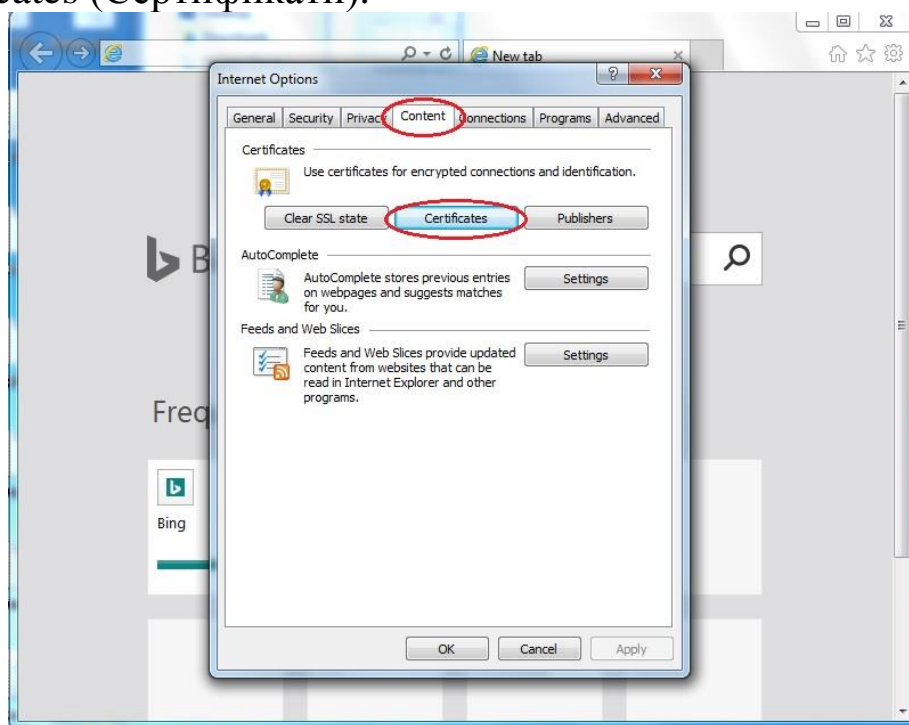 (Сертификати).
New tab
Internet Options
General Security Privacy Content Connections Programs Advanced
Certificates
Use certificates for encrypted connections and identification.
Clear SSL state Certificates Publishers
AutoComplete
AutoComplete stores previous entries
on webpages and suggests matches
for you.
Settings
Feeds and Web Slices
Feeds and Web Slices provide updated
content from websites that can be
read in Internet Explorer and other
programs.
Settings
Bing
OK Cancel Apply